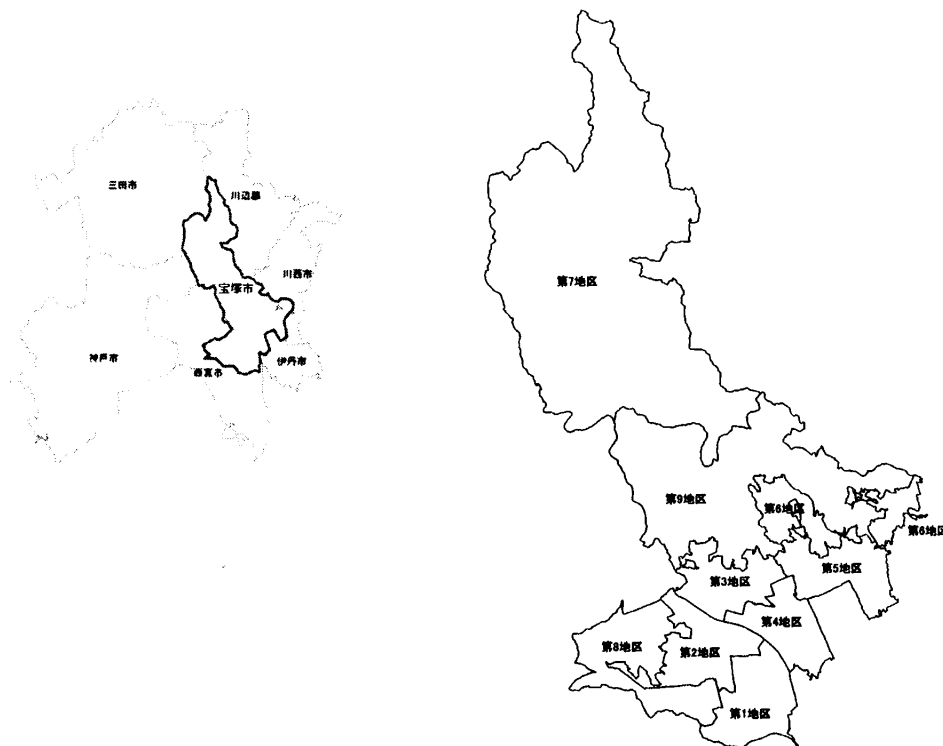 三田市
川辺郡
川西市
宝塚市
神戸市
伊丹市
西宮市
第7地区
第9地区
第6地区
第6地区
第5地区
第3地区
第4地区
第8地区
第2地区
第1地区